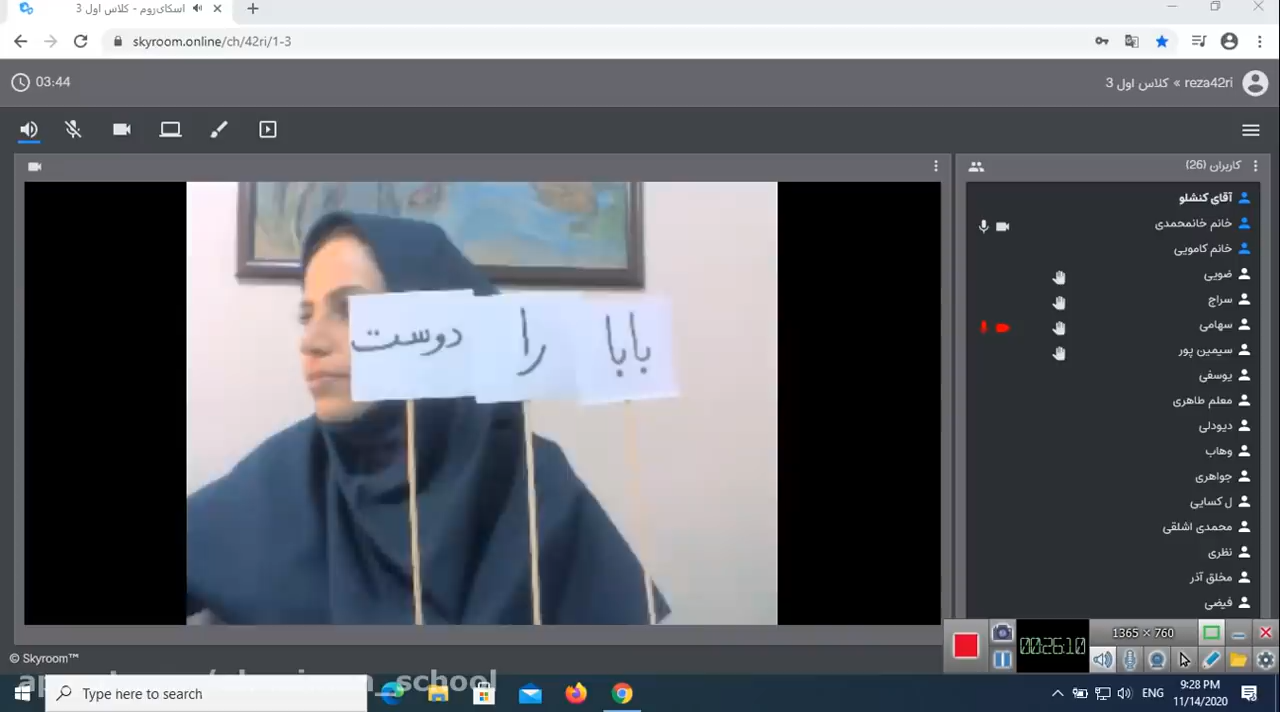 اسکای‌روم - کلاس اول 3
skyroom.online/ch/42ri/1-3
03:44
reza42ri » کلاس اول 3
کاربران (26)
آقای کنشلو
خانم خانمحمدی
خانم کامویی
ضویی
سراج
سهامی
سیمین پور
یوسفی
معلم طاهری
دیودلی
وهاب
جواهری
ل کسایی
محمدی اشلقی
نظری
مخلق آذر
فیضی
بابا را دوست
1365 × 760
00:26:10
© Skyroom™
Type here to search
ENG
9:28 PM
11/14/2020